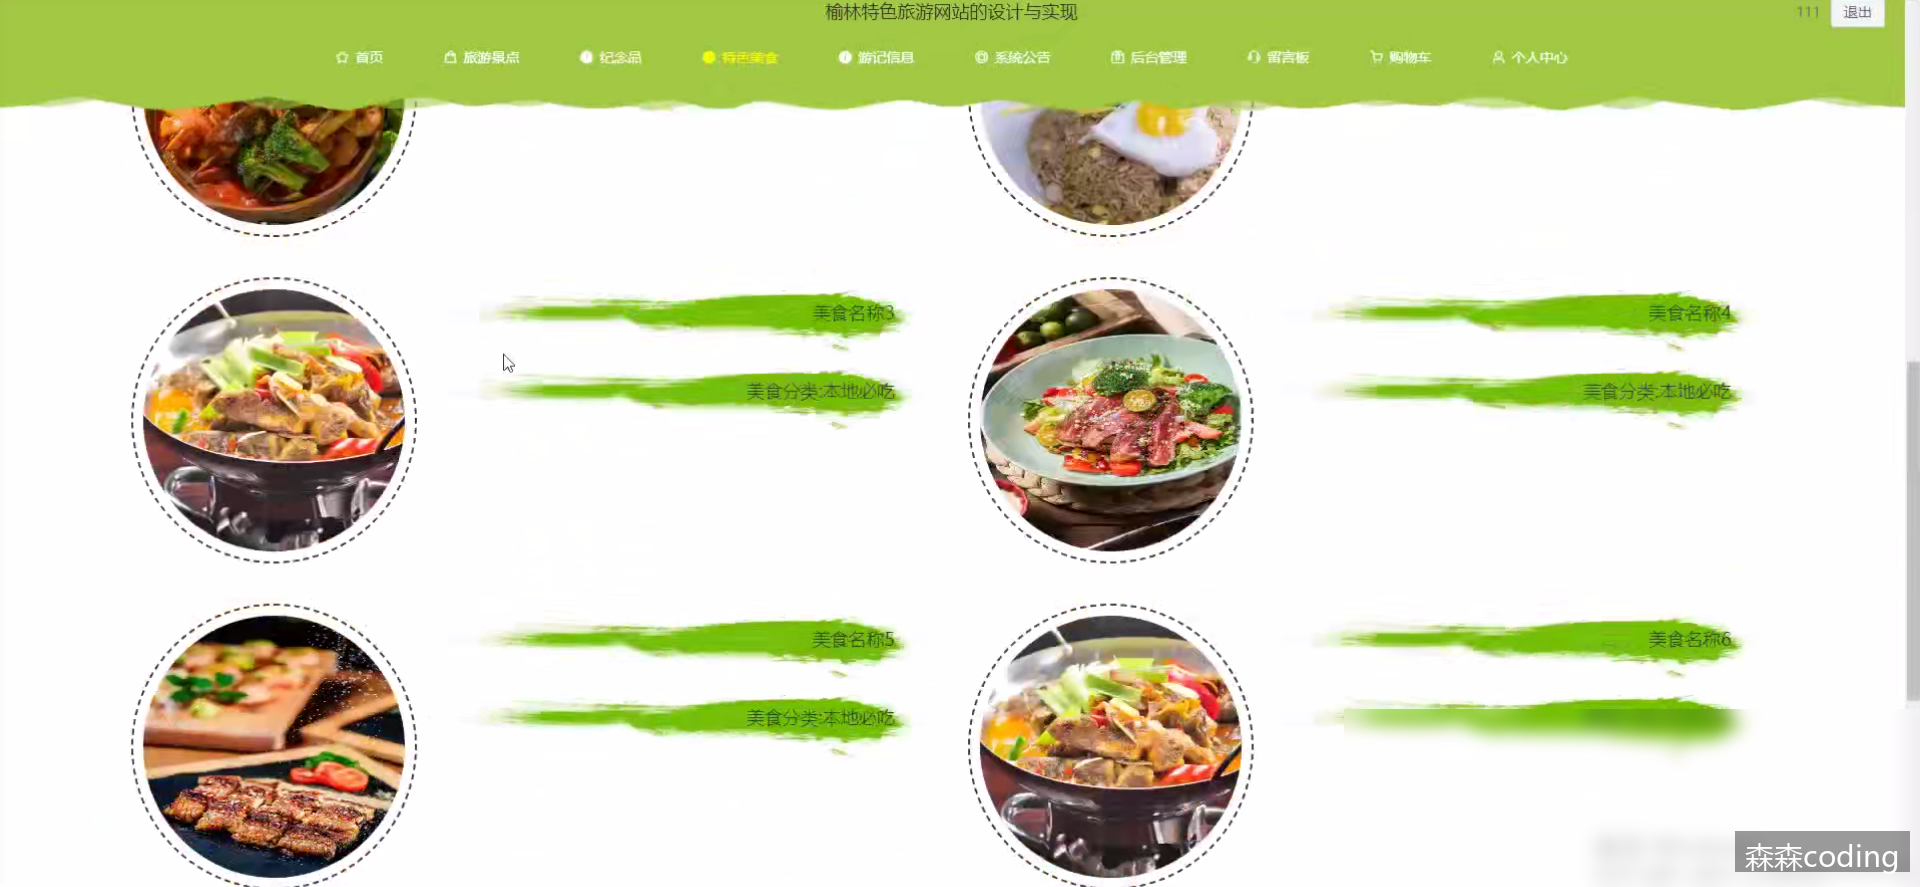 榆林特色旅游网站的设计与实现
111 退出
首页 旅游景点 纪念品 特色美食 游记信息 系统公告 后台管理 留言板 购物车 个人中心
美食名称3 美食名称4
美食分类:本地必吃 美食分类:本地必吃
美食名称5 美食名称6
美食分类:本地必吃
森森coding